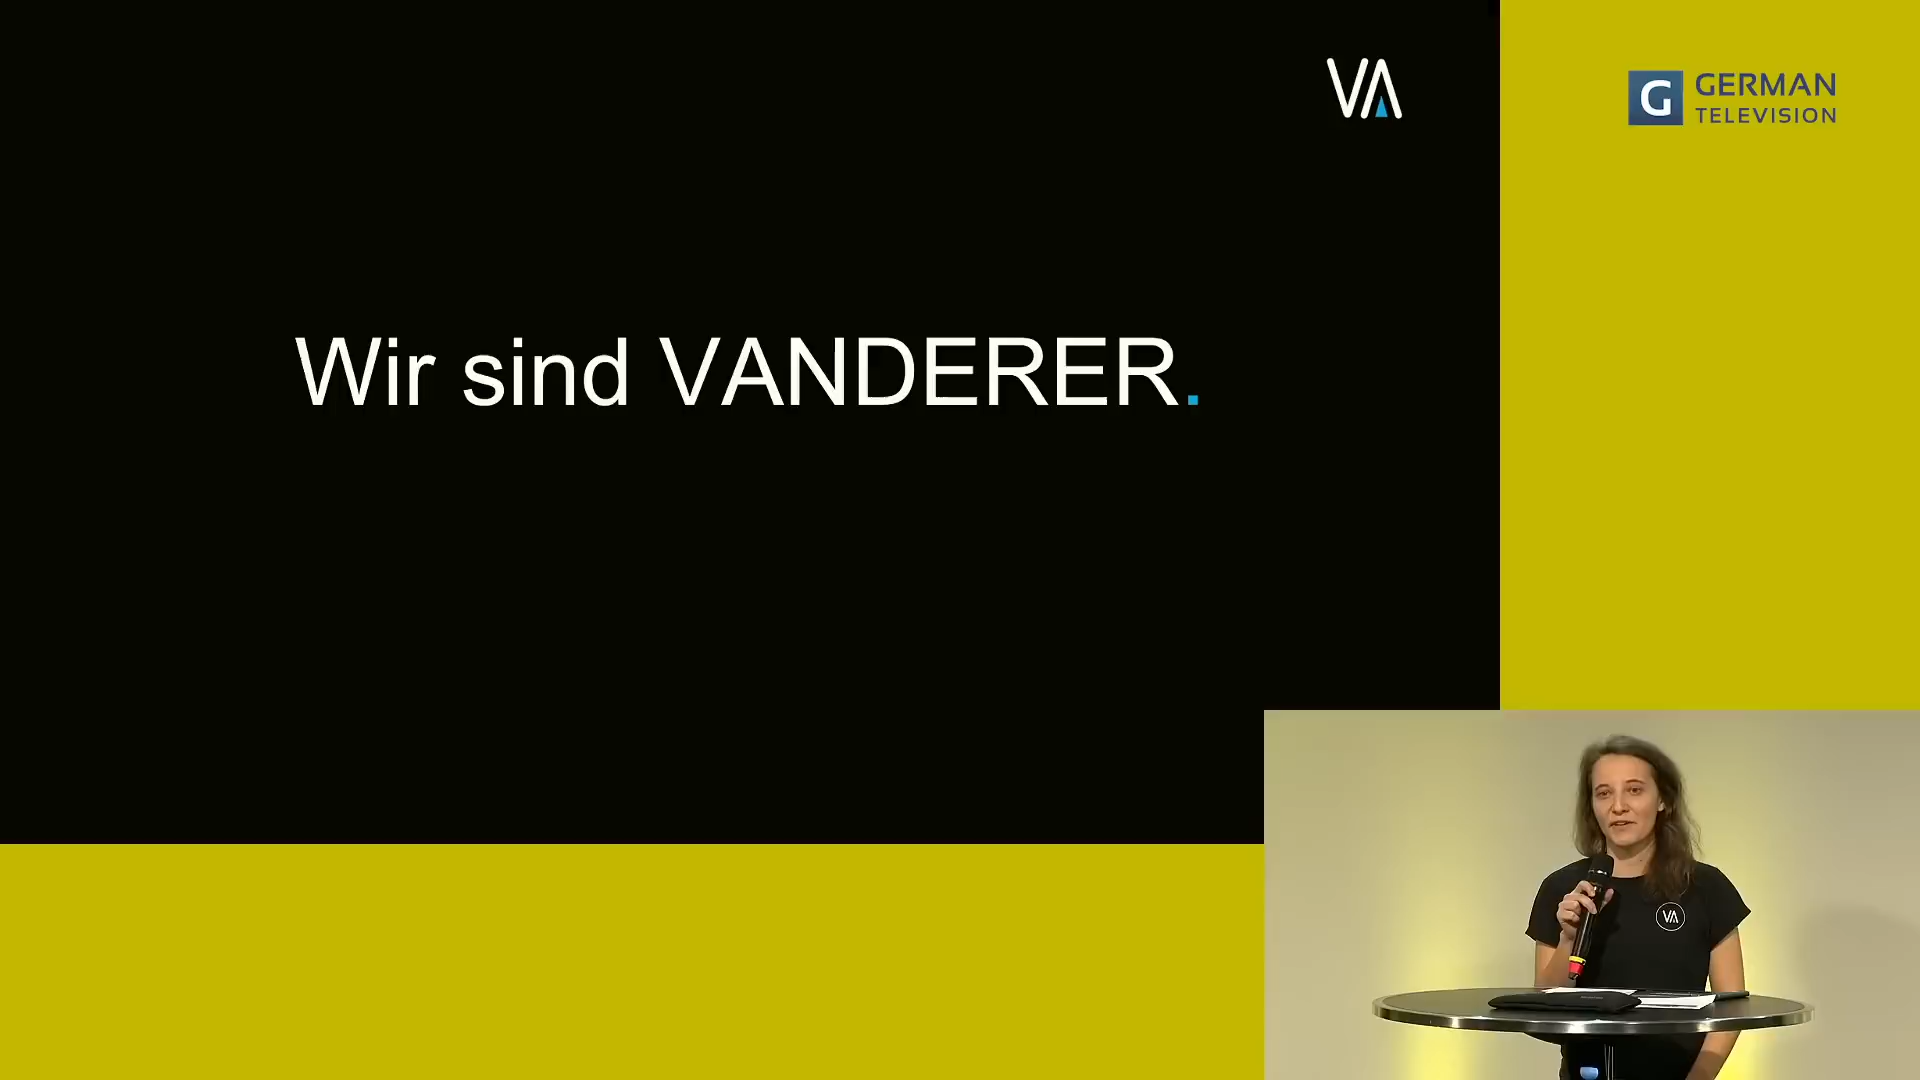 VA
G GERMAN
TELEVISION
Wir sind VANDERER.
VA